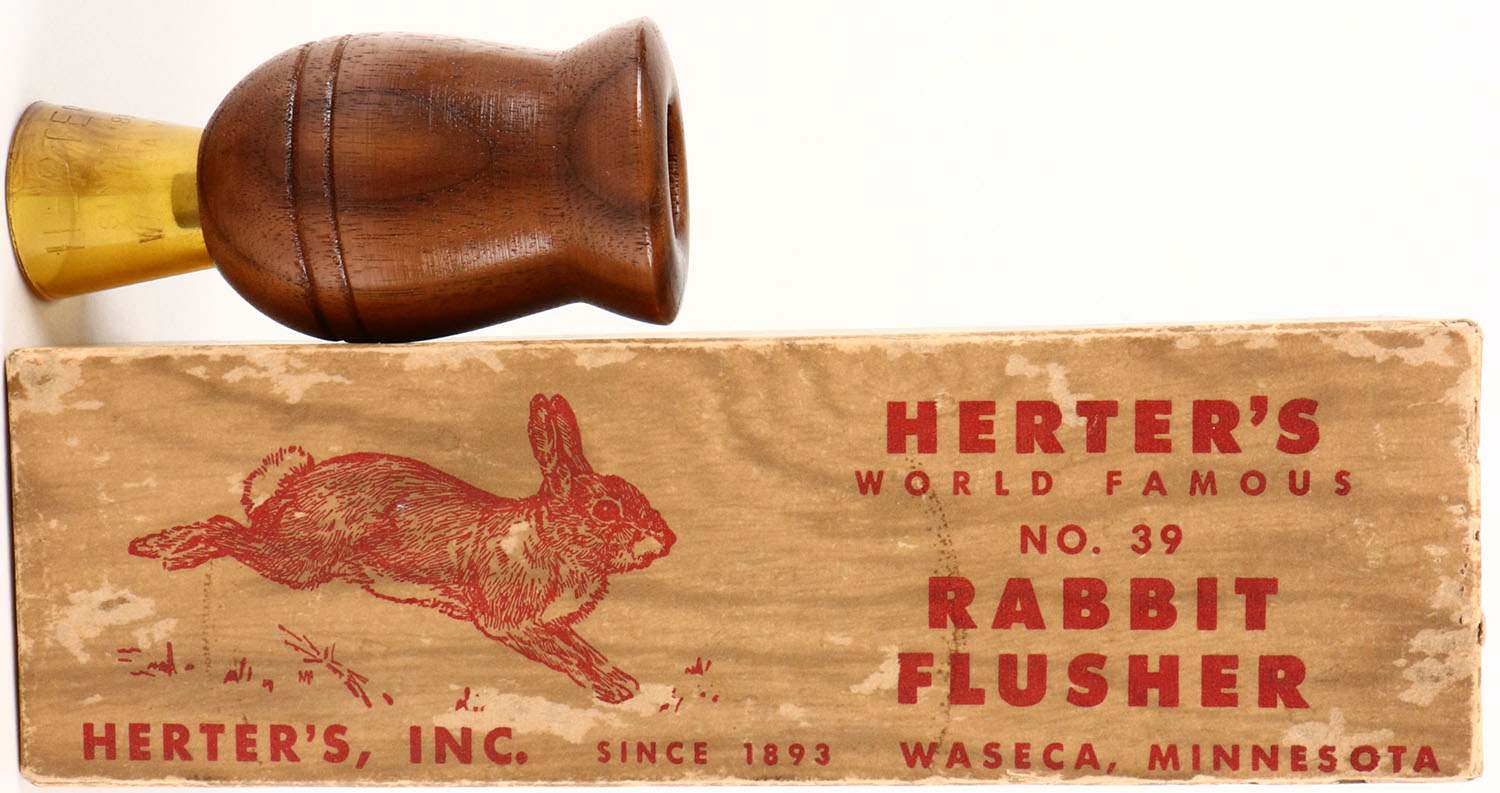 HERTER'S
WORLD FAMOUS
NO. 39
RABBIT
FLUSHER
HERTER'S, INC. SINCE 1893 WASECA, MINNESOTA